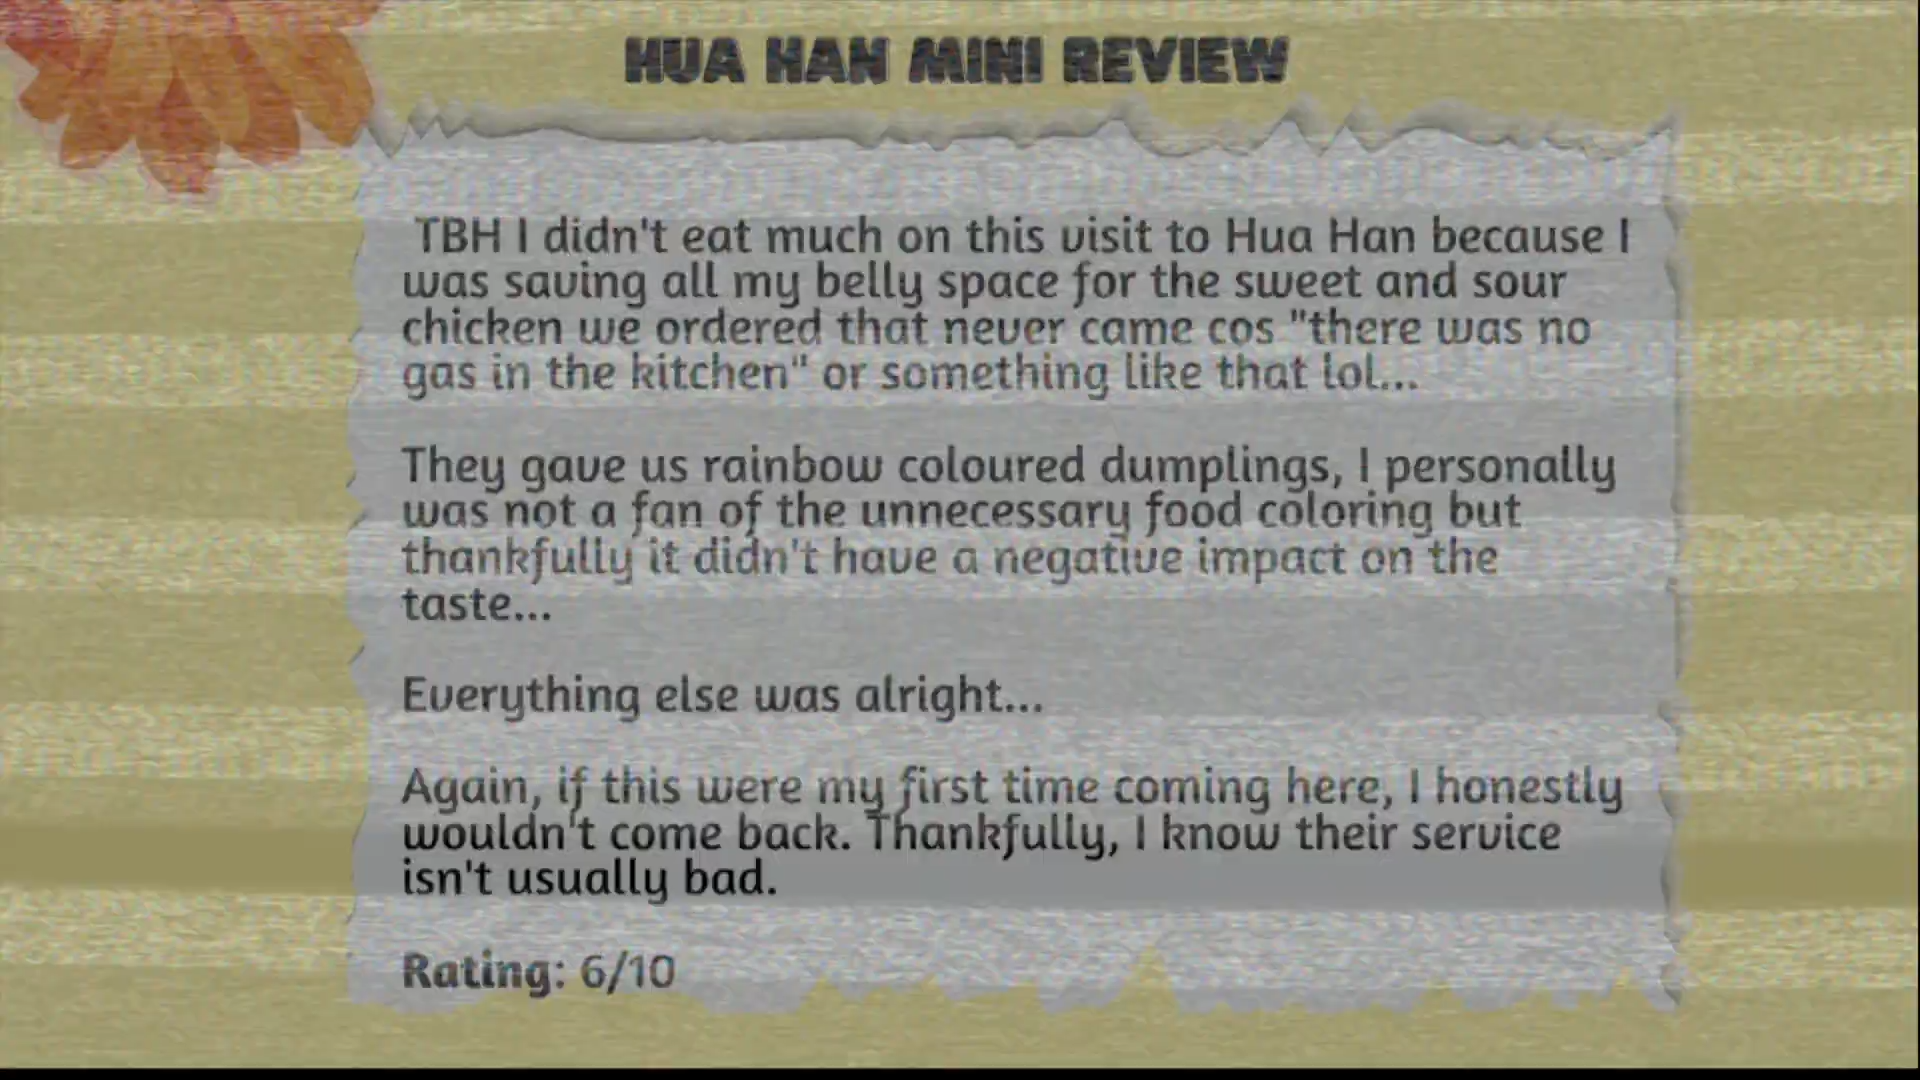 HUA HAN MINI REVIEW
TBH I didn't eat much on this visit to Hua Han because I
was saving all my belly space for the sweet and sour
chicken we ordered that never came cos "there was no
gas in the kitchen" or something like that lol...
They gave us rainbow coloured dumplings, I personally
was not a fan of the unnecessary food coloring but
thankfully it didn't have a negative impact on the
taste...
Everything else was alright...
Again, if this were my first time coming here, I honestly
wouldn't come back. Thankfully, I know their service
isn't usually bad.
Rating: 6/10